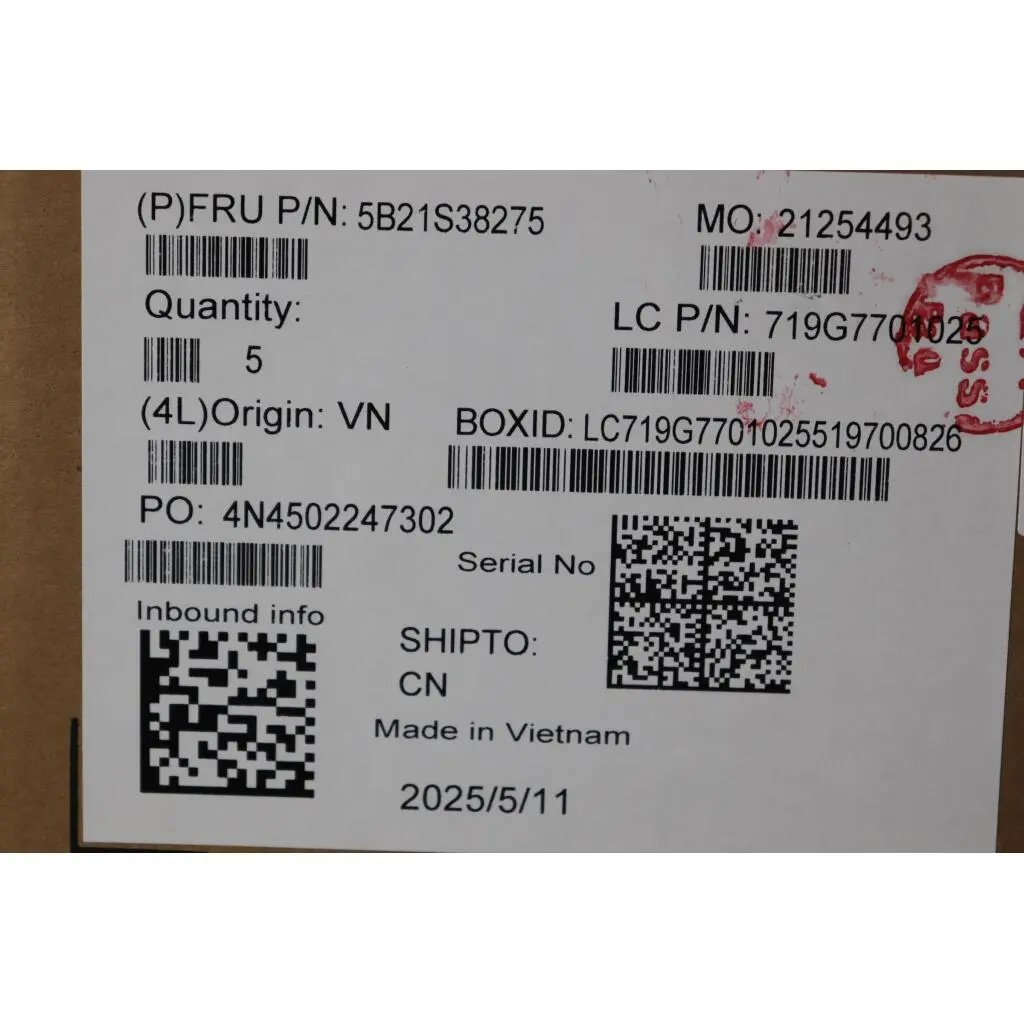 (P)FRU P/N: 5B21S38275
MO: 21254493
Quantity:
5
LC P/N: 719G7701025
(4L)Origin: VN
BOXID: LC719G7701025519700826
PO: 4N4502247302
Serial No
Inbound info
SHIPTO:
CN
Made in Vietnam
2025/5/11